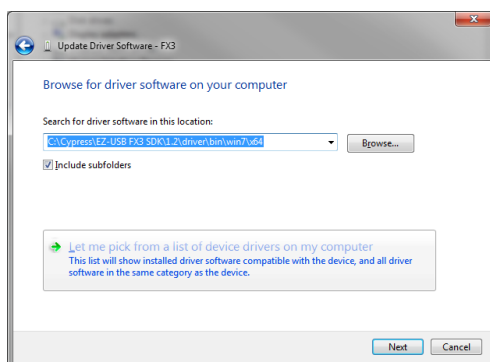 Update Driver Software - FX3
Browse for driver software on your computer
Search for driver software in this location:
C:\Cypress\EZ-USB FX3 SDK\1.2\driver\bin\win7\x64
Browse...
Include subfolders
Let me pick from a list of device drivers on my computer
This list will show installed driver software compatible with the device, and all driver
software in the same category as the device.
Next
Cancel